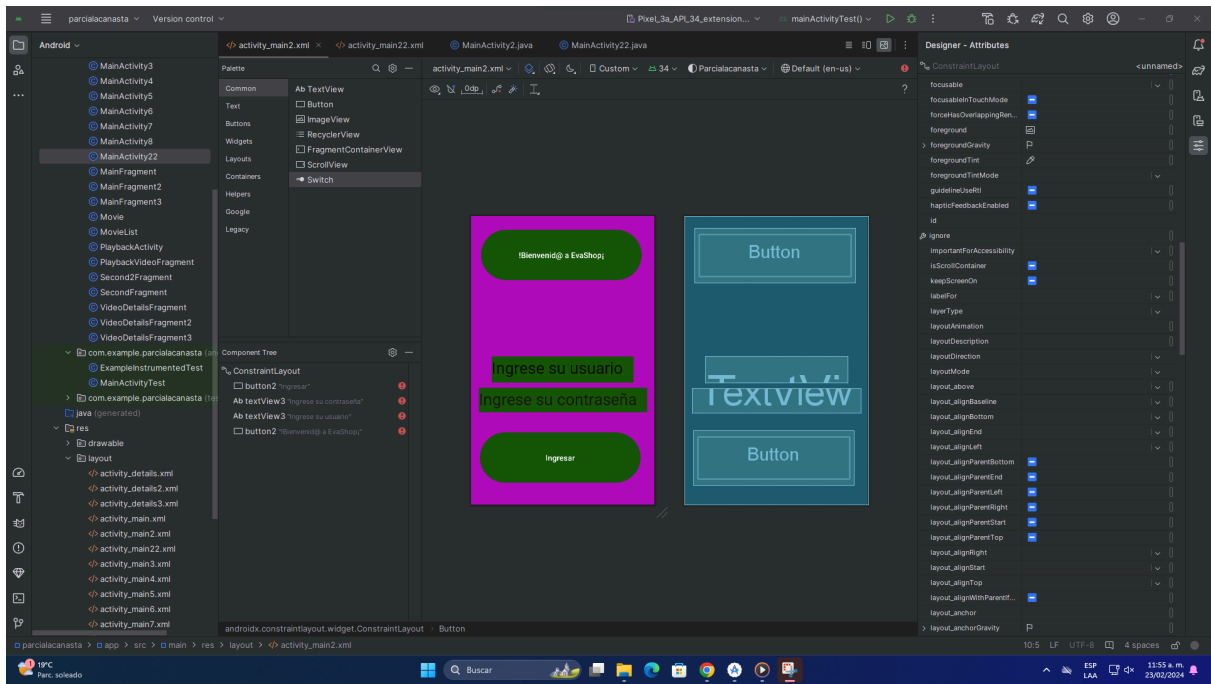 parcialacanasta Version control Pixel_3a_API_34_extension... mainActivityTest()
Android
activity_main2.xml activity_main22.xml MainActivity2.java MainActivity22.java
Designer - Attributes
MainActivity3
MainActivity4
MainActivity5
MainActivity6
MainActivity7
MainActivity8
MainActivity22
MainFragment
MainFragment2
MainFragment3
Movie
MovieList
PlaybackActivity
PlaybackVideoFragment
Second2Fragment
SecondFragment
VideoDetailsFragment
VideoDetailsFragment2
VideoDetailsFragment3
com.example.parcialacanasta (an
ExampleInstrumentedTest
MainActivityTest
com.example.parcialacanasta (tes
java (generated)
res
drawable
layout
activity_details.xml
activity_details2.xml
activity_details3.xml
activity_main.xml
activity_main2.xml
activity_main22.xml
activity_main3.xml
activity_main4.xml
activity_main5.xml
activity_main6.xml
activity_main7.xml
Palette
Common
Text
Buttons
Widgets
Layouts
Containers
Helpers
Google
Legacy
Ab TextView
Button
ImageView
RecyclerView
FragmentContainerView
ScrollView
Switch
Component Tree
ConstraintLayout
button2 "Ingresar"
Ab textView3 "Ingrese su contraseña"
Ab textView3 "Ingrese su usuario"
button2 "!Bienvenid@ a EvaShop¡"
activity_main2.xml Custom 34 Parcialacanasta Default (en-us)
0dp
?
!Bienvenid@ a EvaShop¡
Ingrese su usuario
Ingrese su contraseña
Ingresar
Button
TextView
Button
androidx.constraintlayout.widget.ConstraintLayout › Button
ConstraintLayout <unnamed>
focusable
focusableInTouchMode
forceHasOverlappingRen...
foreground
foregroundGravity
foregroundTint
foregroundTintMode
guidelineUseRtl
hapticFeedbackEnabled
id
ignore
importantForAccessibility
isScrollContainer
keepScreenOn
labelFor
layerType
layoutAnimation
layoutDescription
layoutDirection
layoutMode
layout_above
layout_alignBaseline
layout_alignBottom
layout_alignEnd
layout_alignLeft
layout_alignParentBottom
layout_alignParentEnd
layout_alignParentLeft
layout_alignParentRight
layout_alignParentStart
layout_alignParentTop
layout_alignRight
layout_alignStart
layout_alignTop
layout_alignWithParentIf...
layout_anchor
layout_anchorGravity
parcialacanasta > app > src > main > res > layout > activity_main2.xml
10:5 LF UTF-8 4 spaces
1
19°C
Parc. soleado
Buscar
ESP
LAA
11:55 a. m.
23/02/2024